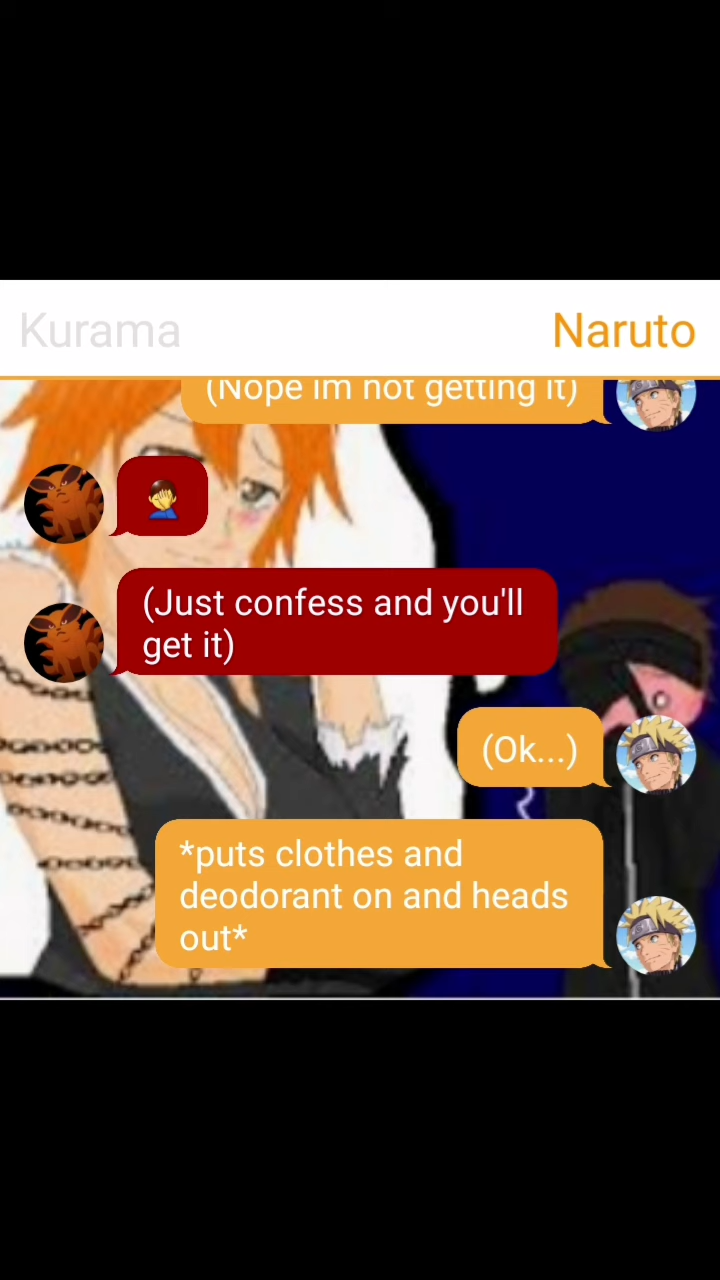 Kurama
Naruto
(Nope im not getting it)
🤦‍♂️
(Just confess and you'll
get it)
(Ok...)
*puts clothes and
deodorant on and heads
out*